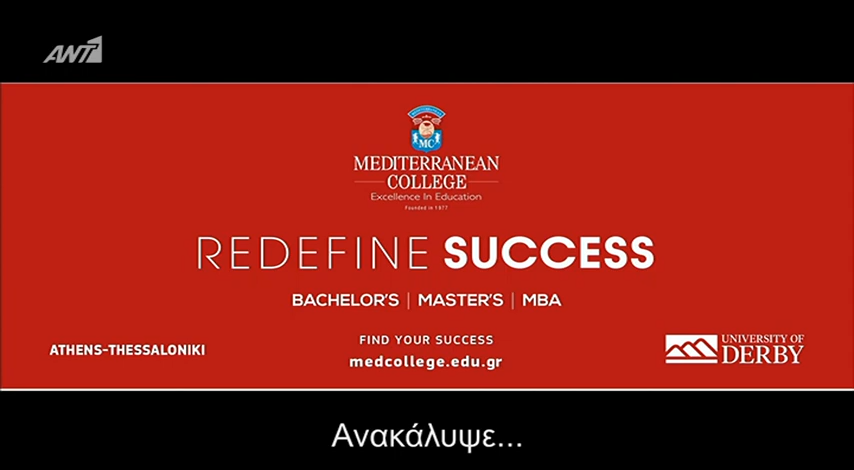 ANT1
MC
MEDITERRANEAN
COLLEGE
Excellence In Education
Founded in 1977
REDEFINE SUCCESS
BACHELOR'S | MASTER'S | MBA
ATHENS-THESSALONIKI
FIND YOUR SUCCESS
medcollege.edu.gr
UNIVERSITY OF
DERBY
Ανακάλυψε...